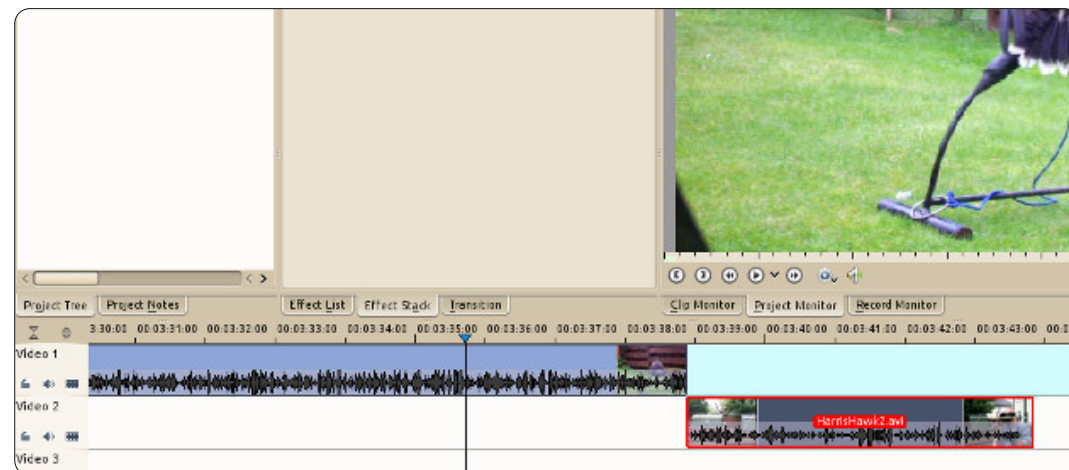 Project Tree Project Notes Effect List Effect Stack Transition Clip Monitor Project Monitor Record Monitor
3:30:00 00:03:31:00 00:03:32:00 00:03:33:00 00:03:34:00 00:03:35:00 00:03:36:00 00:03:37:00 00:03:38:00 00:03:39:00 00:03:40:00 00:03:41:00 00:03:42:00 00:03:43:00 00:0
Video 1
Video 2
HarrisHawk2.avi
Video 3